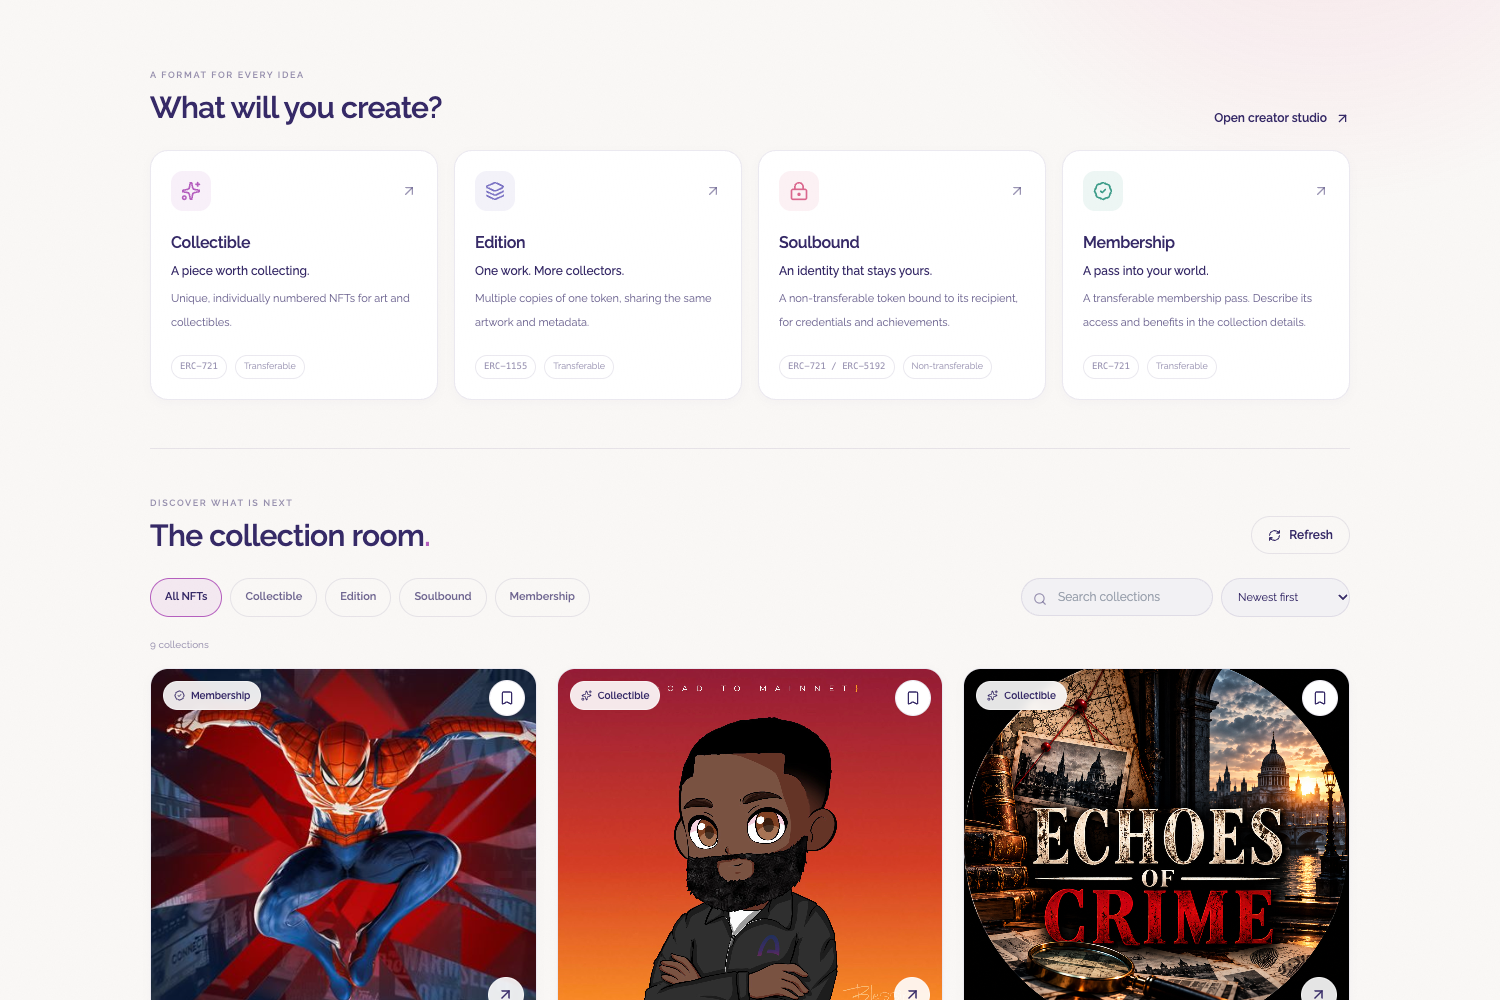 A FORMAT FOR EVERY IDEA
What will you create?
Open creator studio
Collectible
A piece worth collecting.
Unique, individually numbered NFTs for art and
collectibles.
ERC-721
Transferable
Edition
One work. More collectors.
Multiple copies of one token, sharing the same
artwork and metadata.
ERC-1155
Transferable
Soulbound
An identity that stays yours.
A non-transferable token bound to its recipient,
for credentials and achievements.
ERC-721 / ERC-5192
Non-transferable
Membership
A pass into your world.
A transferable membership pass. Describe its
access and benefits in the collection details.
ERC-721
Transferable
DISCOVER WHAT IS NEXT
The collection room.
Refresh
All NFTs
Collectible
Edition
Soulbound
Membership
Search collections
Newest first
9 collections
Membership
Collectible
OAD TO MAINNET
Collectible
ECHOES
OF
CRIME